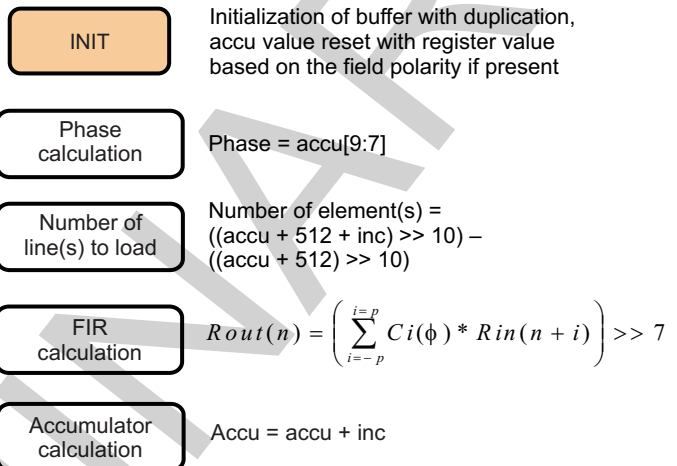 INIT
Initialization of buffer with duplication,
accu value reset with register value
based on the field polarity if present
Phase
calculation
Phase = accu[9:7]
Number of
line(s) to load
Number of element(s) =
((accu + 512 + inc) >> 10) –
((accu + 512) >> 10)
FIR
calculation
Rout(n) = ( ∑_{i=-p}^{i=p} Ci(ϕ) * Rin(n + i) ) >> 7
Accumulator
calculation
Accu = accu + inc